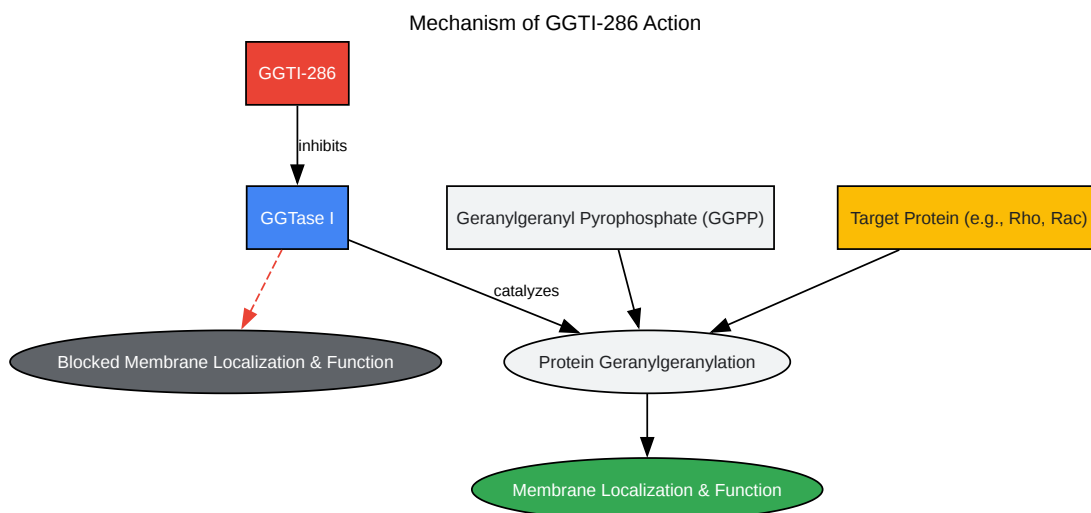 Mechanism of GGTI-286 Action
GGTI-286
inhibits
GGTase I
Geranylgeranyl Pyrophosphate (GGPP)
Target Protein (e.g., Rho, Rac)
catalyzes
Blocked Membrane Localization & Function
Protein Geranylgeranylation
Membrane Localization & Function